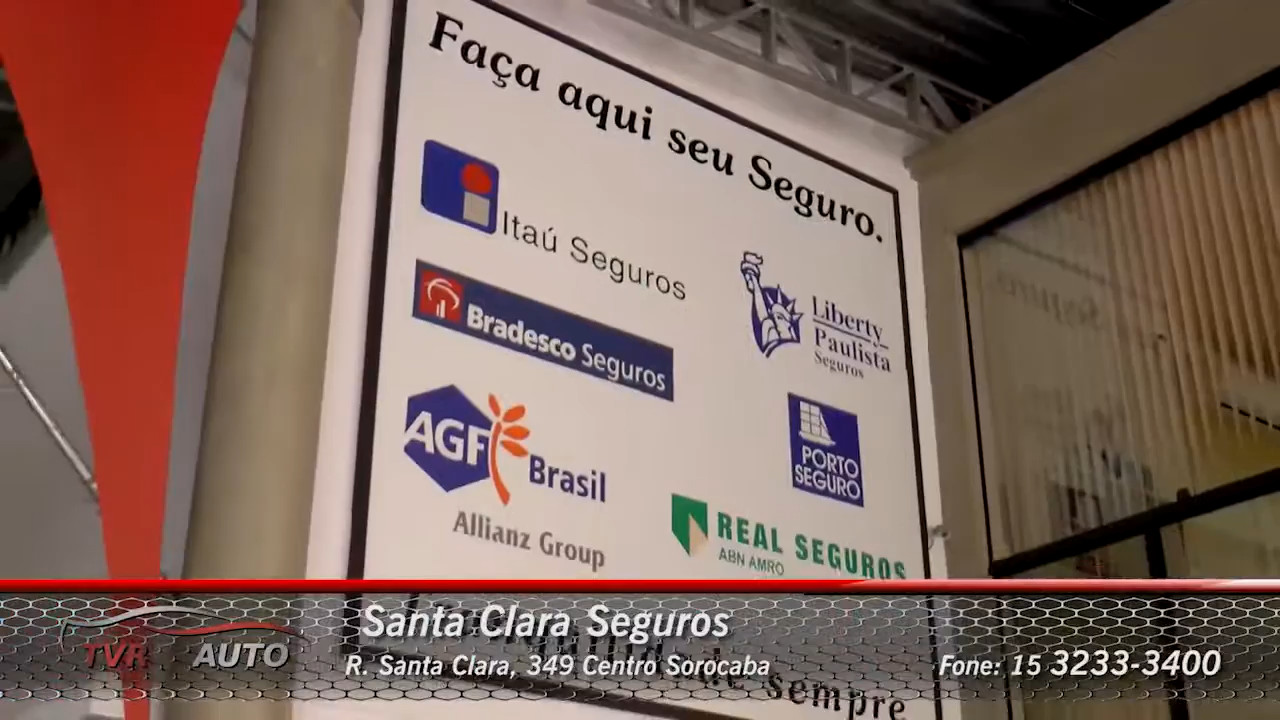 Faça aqui seu Seguro.
Itaú Seguros
Bradesco Seguros
Liberty
Paulista
Seguros
AGF Brasil
Allianz Group
PORTO
SEGURO
REAL SEGUROS
ABN AMRO
de sempre
TVR AUTO
Santa Clara Seguros
R. Santa Clara, 349 Centro Sorocaba
Fone: 15 3233-3400